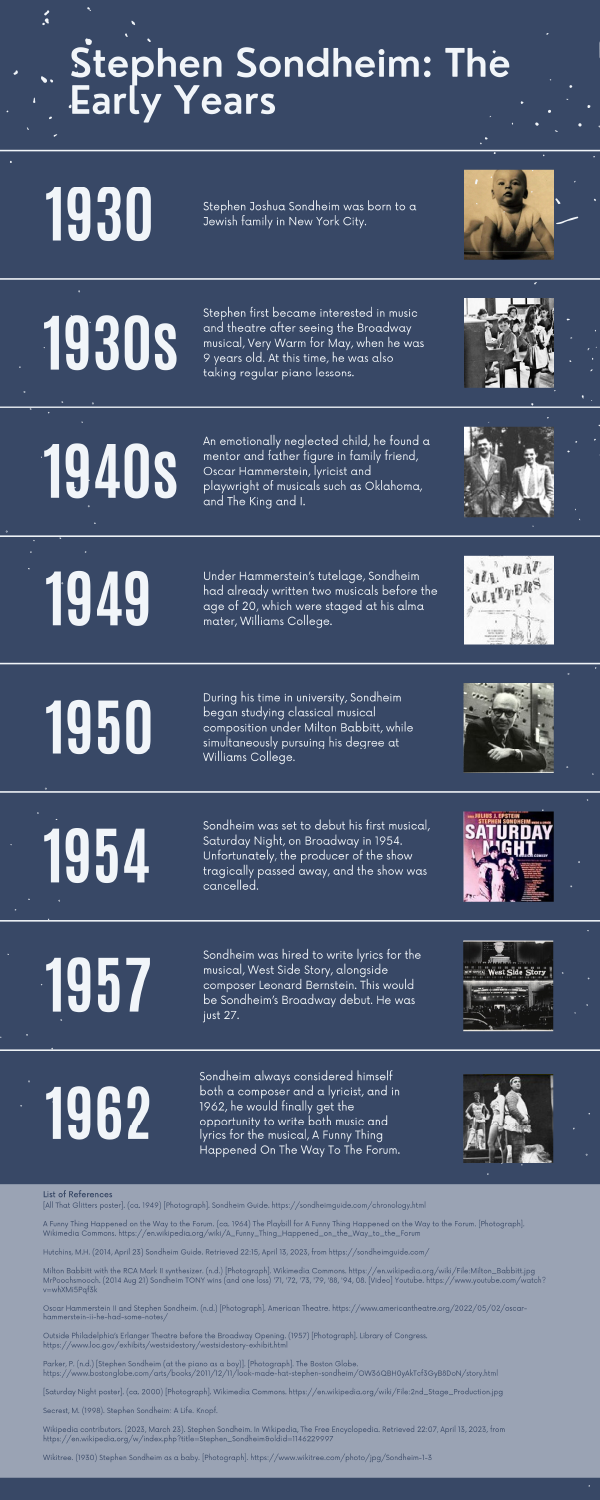 Stephen Sondheim: The
Early Years
1930
Stephen Joshua Sondheim was born to a
Jewish family in New York City.
1930s
Stephen first became interested in music
and theatre after seeing the Broadway
musical, Very Warm for May, when he was
9 years old. At this time, he was also
taking regular piano lessons.
1940s
An emotionally neglected child, he found a
mentor and father figure in family friend,
Oscar Hammerstein, lyricist and
playwright of musicals such as Oklahoma,
and The King and I.
1949
Under Hammerstein's tutelage, Sondheim
had already written two musicals before the
age of 20, which were staged at his alma
mater, Williams College.
ALL THAT
GLITTERS
1950
During his time in university, Sondheim
began studying classical musical
composition under Milton Babbitt, while
simultaneously pursuing his degree at
Williams College.
1954
Sondheim was set to debut his first musical,
Saturday Night, on Broadway in 1954.
Unfortunately, the producer of the show
tragically passed away, and the show was
cancelled.
JULIUS J. EPSTEIN
STEPHEN SONDHEIM
SATURDAY
NIGHT
1957
Sondheim was hired to write lyrics for the
musical, West Side Story, alongside
composer Leonard Bernstein. This would
be Sondheim's Broadway debut. He was
just 27.
West Side Story
1962
Sondheim always considered himself
both a composer and a lyricist, and in
1962, he would finally get the
opportunity to write both music and
lyrics for the musical, A Funny Thing
Happened On The Way To The Forum.
List of References
[All That Glitters poster]. (ca. 1949) [Photograph]. Sondheim Guide. https://sondheimguide.com/chronology.html
A Funny Thing Happened on the Way to the Forum. (ca. 1964) The Playbill for A Funny Thing Happened on the Way to the Forum. [Photograph].
Wikimedia Commons. https://en.wikipedia.org/wiki/A_Funny_Thing_Happened_on_the_Way_to_the_Forum
Hutchins, M.H. (2014, April 23) Sondheim Guide. Retrieved 22:15, April 13, 2023, from https://sondheimguide.com/
Milton Babbitt with the RCA Mark II synthesizer. (n.d.) [Photograph]. Wikimedia Commons. https://en.wikipedia.org/wiki/File:Milton_Babbitt.jpg
MrPoochsmooch. (2014 Aug 21) Sondheim TONY wins (and one loss) '71, '72, '73, '79, '88, '94, 08. [Video] Youtube. https://www.youtube.com/watch?
v=whXMi5Pqf3k
Oscar Hammerstein II and Stephen Sondheim. (n.d.) [Photograph]. American Theatre. https://www.americantheatre.org/2022/05/02/oscar-
hammerstein-ii-he-had-some-notes/
Outside Philadelphia's Erlanger Theatre before the Broadway Opening. (1957) [Photograph]. Library of Congress.
https://www.loc.gov/exhibits/westsidestory/westsidestory-exhibit.html
Parker, P. (n.d.) [Stephen Sondheim (at the piano as a boy)]. [Photograph]. The Boston Globe.
https://www.bostonglobe.com/arts/books/2011/12/11/look-made-hat-stephen-sondheim/OW36QBH0yAkTcf3GyB8DoN/story.html
[Saturday Night poster]. (ca. 2000) [Photograph]. Wikimedia Commons. https://en.wikipedia.org/wiki/File:2nd_Stage_Production.jpg
Secrest, M. (1998). Stephen Sondheim: A Life. Knopf.
Wikipedia contributors. (2023, March 23). Stephen Sondheim. In Wikipedia, The Free Encyclopedia. Retrieved 22:07, April 13, 2023, from
https://en.wikipedia.org/w/index.php?title=Stephen_Sondheim&oldid=1146229997
Wikitree. (1930) Stephen Sondheim as a baby. [Photograph]. https://www.wikitree.com/photo/jpg/Sondheim-1-3